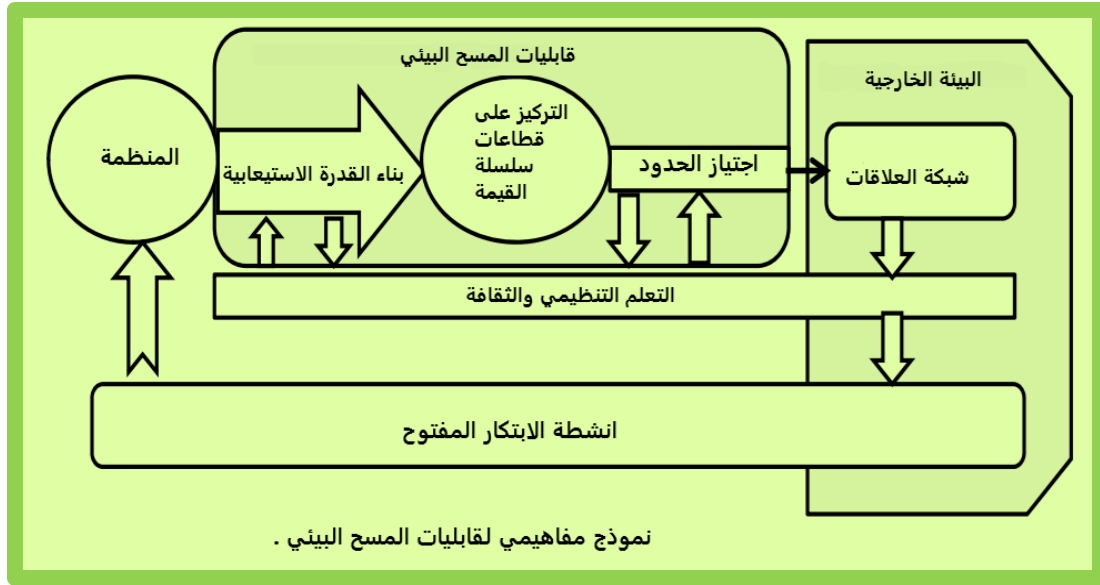 قابليات المسح البيئي
البيئة الخارجية
المنظمة
بناء القدرة الاستيعابية
التركيز على
قطاعات
سلسلة
القيمة
اجتياز الحدود
شبكة العلاقات
التعلم التنظيمي والثقافة
انشطة الابتكار المفتوح
نموذج مفاهيمي لقابليات المسح البيئي .